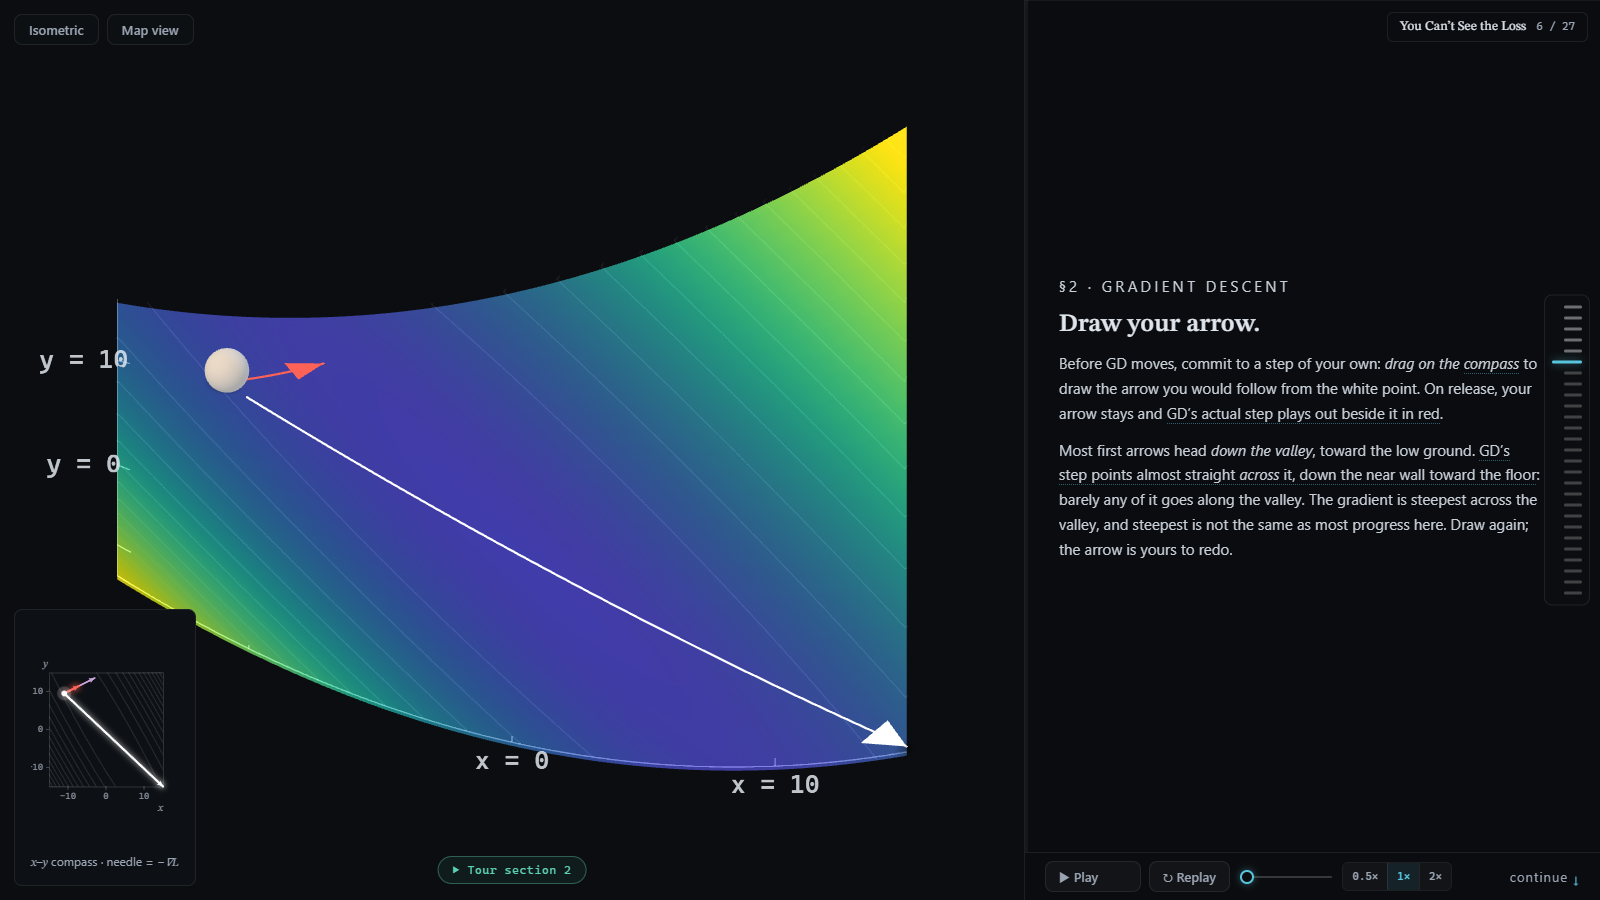 Isometric
Map view
You Can't See the Loss 6 / 27
y = 10
y = 0
x = 0
x = 10
y
10
0
-10
-10 0 10
x
x–y compass · needle = −∇L
▶ Tour section 2
§2 · GRADIENT DESCENT
Draw your arrow.
Before GD moves, commit to a step of your own: drag on the compass to
draw the arrow you would follow from the white point. On release, your
arrow stays and GD's actual step plays out beside it in red.
Most first arrows head down the valley, toward the low ground. GD's
step points almost straight across it, down the near wall toward the floor:
barely any of it goes along the valley. The gradient is steepest across the
valley, and steepest is not the same as most progress here. Draw again;
the arrow is yours to redo.
▶ Play
↻ Replay
0.5× 1× 2×
continue ↓